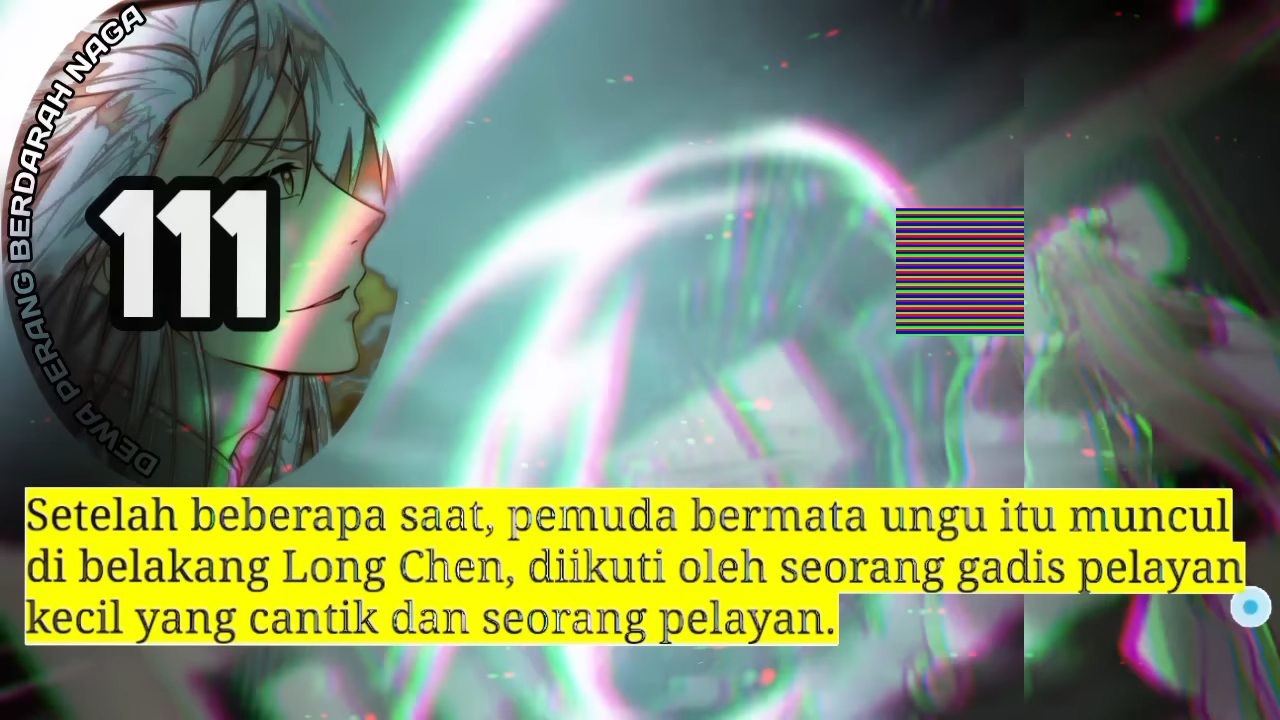 DEWA PERANG BERDARAH NAGA
111
Setelah beberapa saat, pemuda bermata ungu itu muncul
di belakang Long Chen, diikuti oleh seorang gadis pelayan
kecil yang cantik dan seorang pelayan.